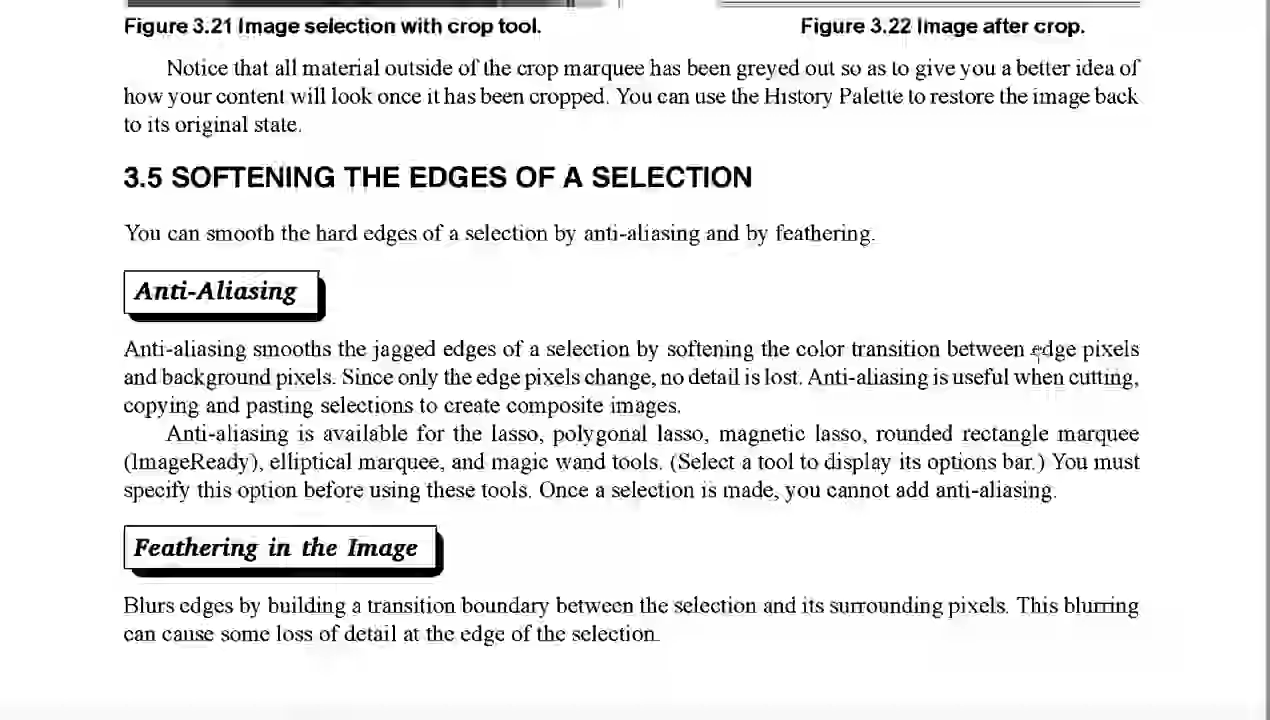 Figure 3.21 Image selection with crop tool.
Figure 3.22 Image after crop.
Notice that all material outside of the crop marquee has been greyed out so as to give you a better idea of
how your content will look once it has been cropped. You can use the History Palette to restore the image back
to its original state.
3.5 SOFTENING THE EDGES OF A SELECTION
You can smooth the hard edges of a selection by anti-aliasing and by feathering.
Anti-Aliasing
Anti-aliasing smooths the jagged edges of a selection by softening the color transition between edge pixels
and background pixels. Since only the edge pixels change, no detail is lost. Anti-aliasing is useful when cutting,
copying and pasting selections to create composite images.
Anti-aliasing is available for the lasso, polygonal lasso, magnetic lasso, rounded rectangle marquee
(ImageReady), elliptical marquee, and magic wand tools. (Select a tool to display its options bar.) You must
specify this option before using these tools. Once a selection is made, you cannot add anti-aliasing.
Feathering in the Image
Blurs edges by building a transition boundary between the selection and its surrounding pixels. This blurring
can cause some loss of detail at the edge of the selection.